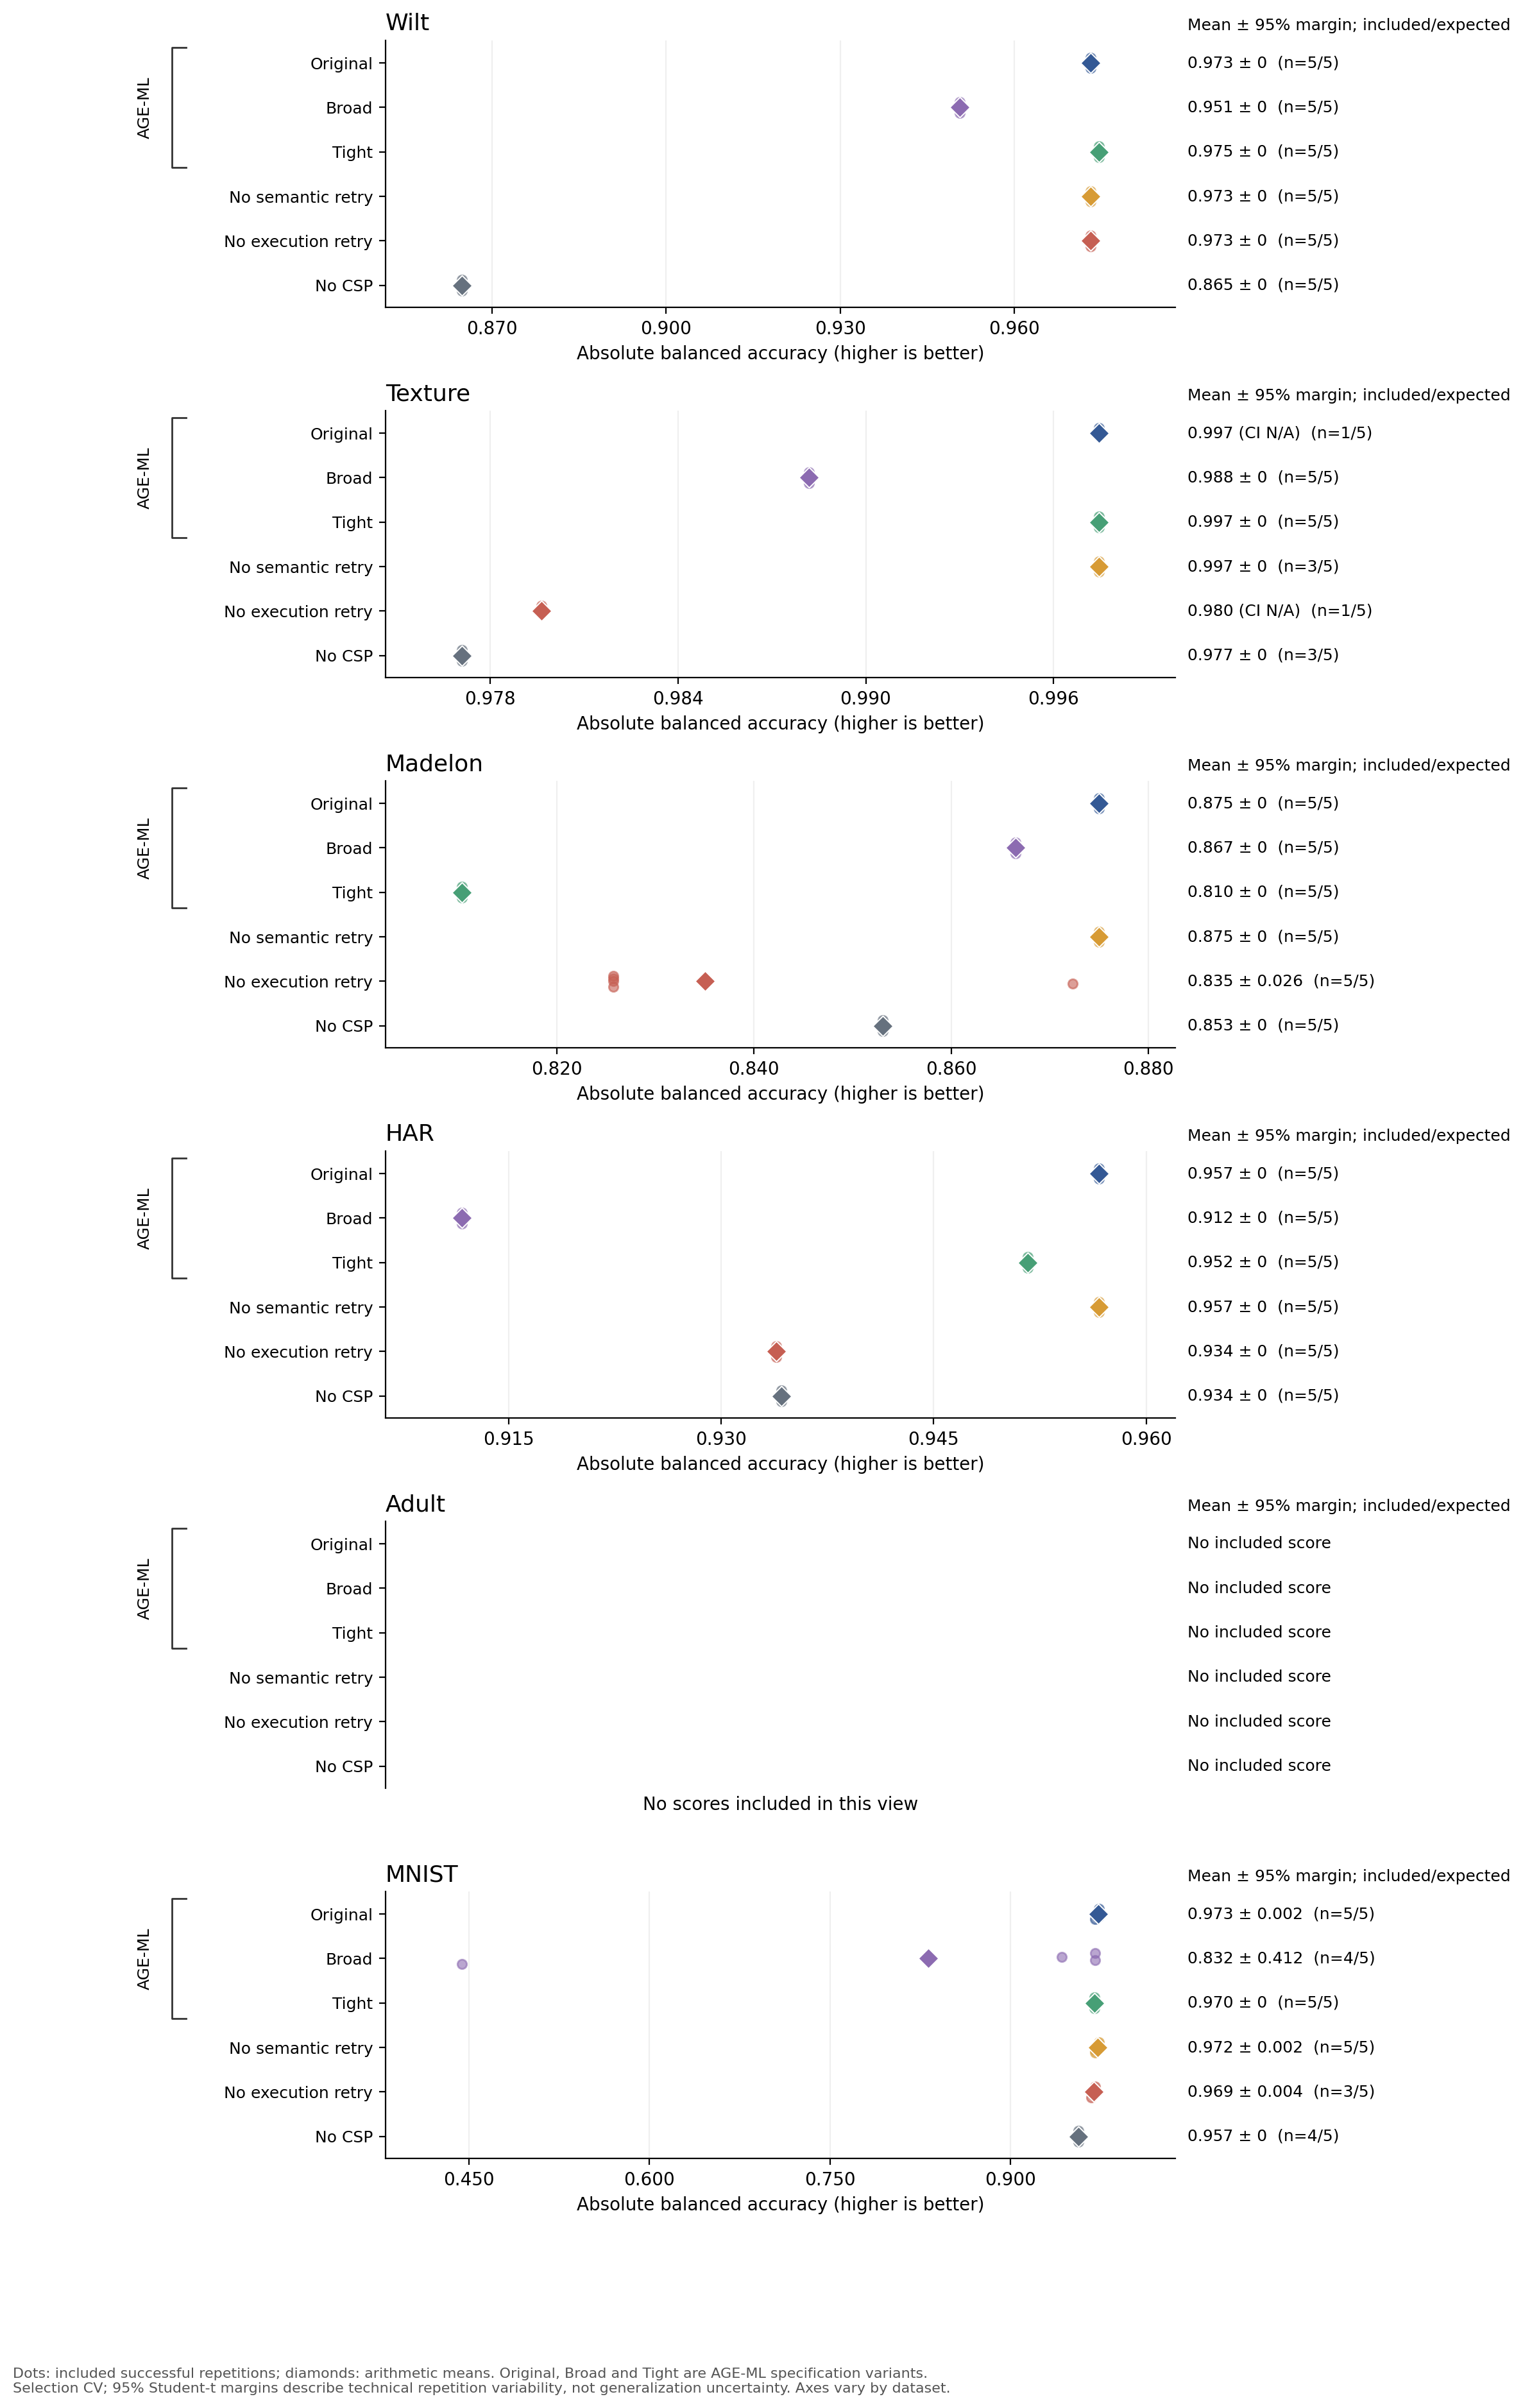 Wilt
Mean ± 95% margin; included/expected
AGE-ML
Original
0.973 ± 0 (n=5/5)
Broad
0.951 ± 0 (n=5/5)
Tight
0.975 ± 0 (n=5/5)
No semantic retry
0.973 ± 0 (n=5/5)
No execution retry
0.973 ± 0 (n=5/5)
No CSP
0.865 ± 0 (n=5/5)
0.870 0.900 0.930 0.960
Absolute balanced accuracy (higher is better)
Texture
Mean ± 95% margin; included/expected
AGE-ML
Original
0.997 (CI N/A) (n=1/5)
Broad
0.988 ± 0 (n=5/5)
Tight
0.997 ± 0 (n=5/5)
No semantic retry
0.997 ± 0 (n=3/5)
No execution retry
0.980 (CI N/A) (n=1/5)
No CSP
0.977 ± 0 (n=3/5)
0.978 0.984 0.990 0.996
Absolute balanced accuracy (higher is better)
Madelon
Mean ± 95% margin; included/expected
AGE-ML
Original
0.875 ± 0 (n=5/5)
Broad
0.867 ± 0 (n=5/5)
Tight
0.810 ± 0 (n=5/5)
No semantic retry
0.875 ± 0 (n=5/5)
No execution retry
0.835 ± 0.026 (n=5/5)
No CSP
0.853 ± 0 (n=5/5)
0.820 0.840 0.860 0.880
Absolute balanced accuracy (higher is better)
HAR
Mean ± 95% margin; included/expected
AGE-ML
Original
0.957 ± 0 (n=5/5)
Broad
0.912 ± 0 (n=5/5)
Tight
0.952 ± 0 (n=5/5)
No semantic retry
0.957 ± 0 (n=5/5)
No execution retry
0.934 ± 0 (n=5/5)
No CSP
0.934 ± 0 (n=5/5)
0.915 0.930 0.945 0.960
Absolute balanced accuracy (higher is better)
Adult
Mean ± 95% margin; included/expected
AGE-ML
Original
No included score
Broad
No included score
Tight
No included score
No semantic retry
No included score
No execution retry
No included score
No CSP
No included score
No scores included in this view
MNIST
Mean ± 95% margin; included/expected
AGE-ML
Original
0.973 ± 0.002 (n=5/5)
Broad
0.832 ± 0.412 (n=4/5)
Tight
0.970 ± 0 (n=5/5)
No semantic retry
0.972 ± 0.002 (n=5/5)
No execution retry
0.969 ± 0.004 (n=3/5)
No CSP
0.957 ± 0 (n=4/5)
0.450 0.600 0.750 0.900
Absolute balanced accuracy (higher is better)
Dots: included successful repetitions; diamonds: arithmetic means. Original, Broad and Tight are AGE-ML specification variants.
Selection CV; 95% Student-t margins describe technical repetition variability, not generalization uncertainty. Axes vary by dataset.